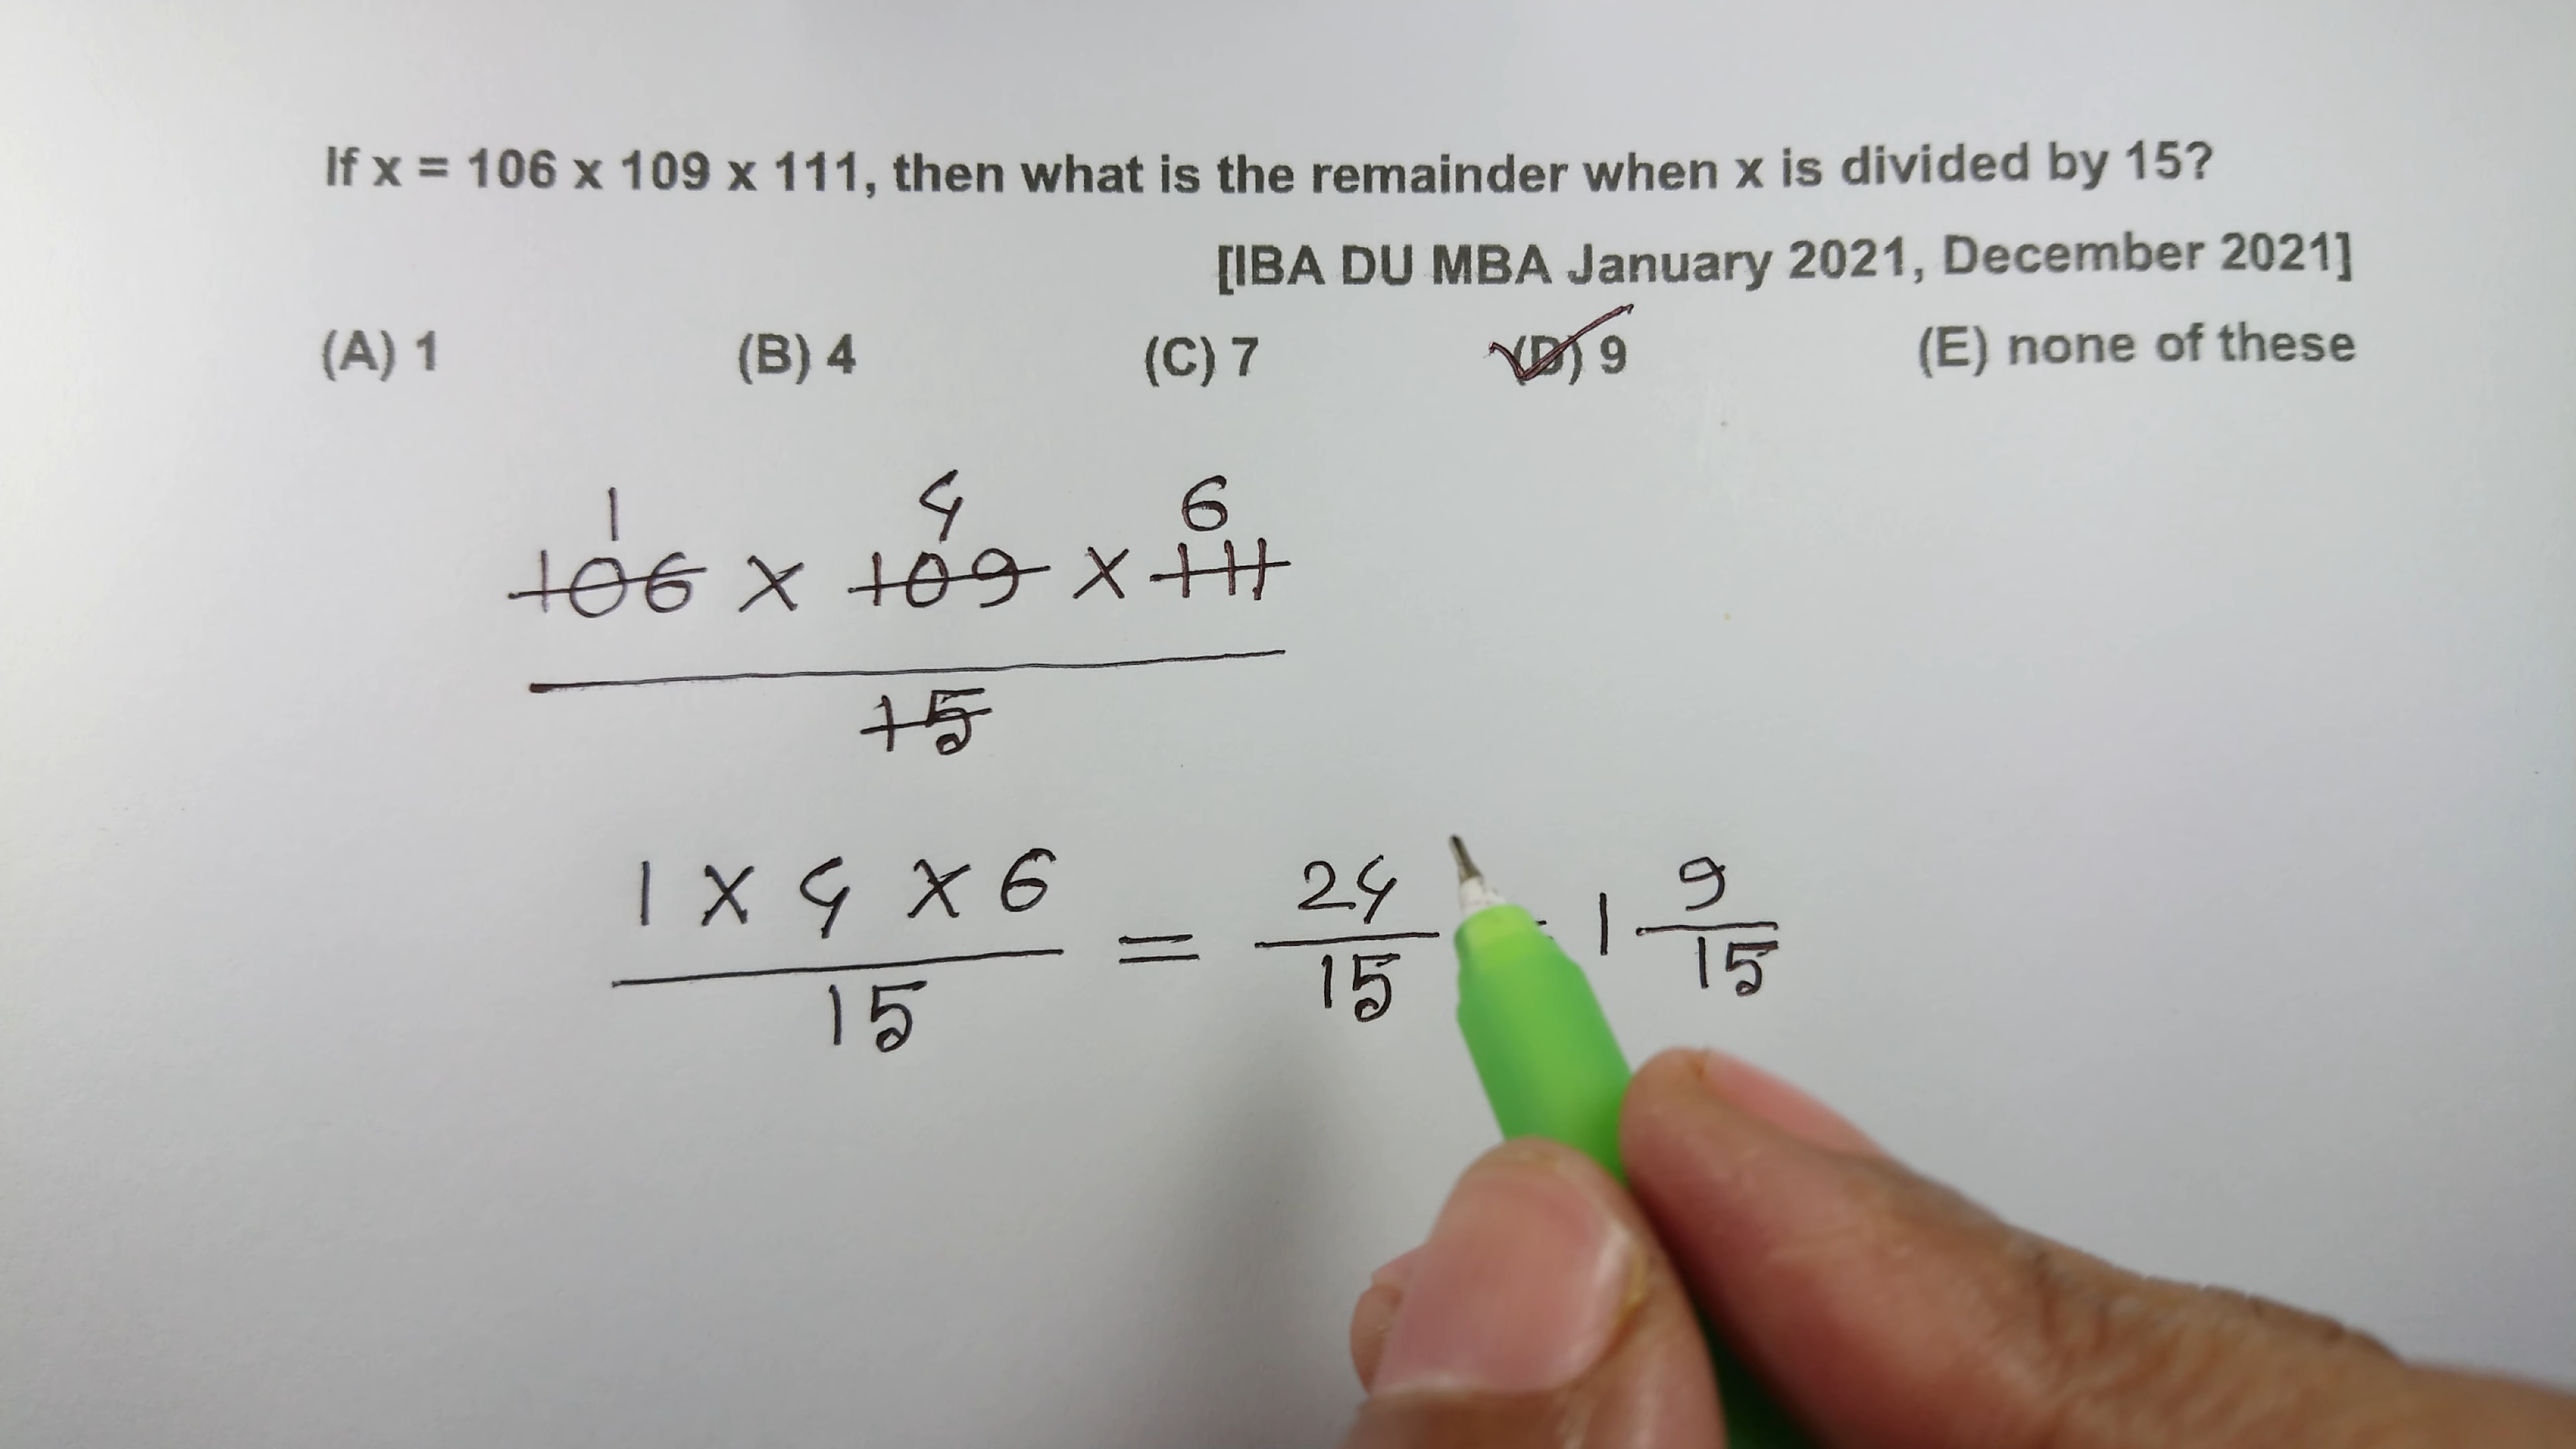 If x = 106 x 109 x 111, then what is the remainder when x is divided by 15?
[IBA DU MBA January 2021, December 2021]
(A) 1 (B) 4 (C) 7 (D) 9 (E) none of these
1 4 6
106 × 109 × 111
15
1 × 4 × 6 = 24 = 1 9
15 15 15